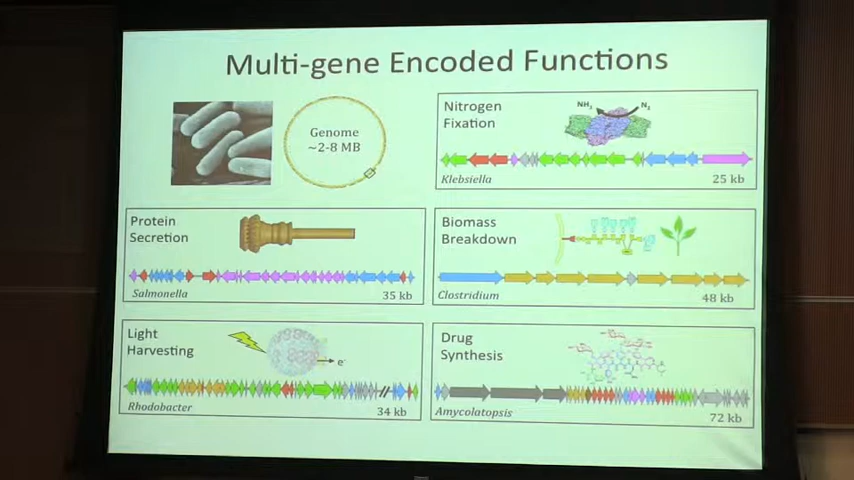 Multi-gene Encoded Functions
Genome
~2-8 MB
Nitrogen
Fixation
NH₃
N₂
Klebsiella
25 kb
Protein
Secretion
Salmonella
35 kb
Biomass
Breakdown
Clostridium
48 kb
Light
Harvesting
e⁻
Rhodobacter
34 kb
Drug
Synthesis
Amycolatopsis
72 kb